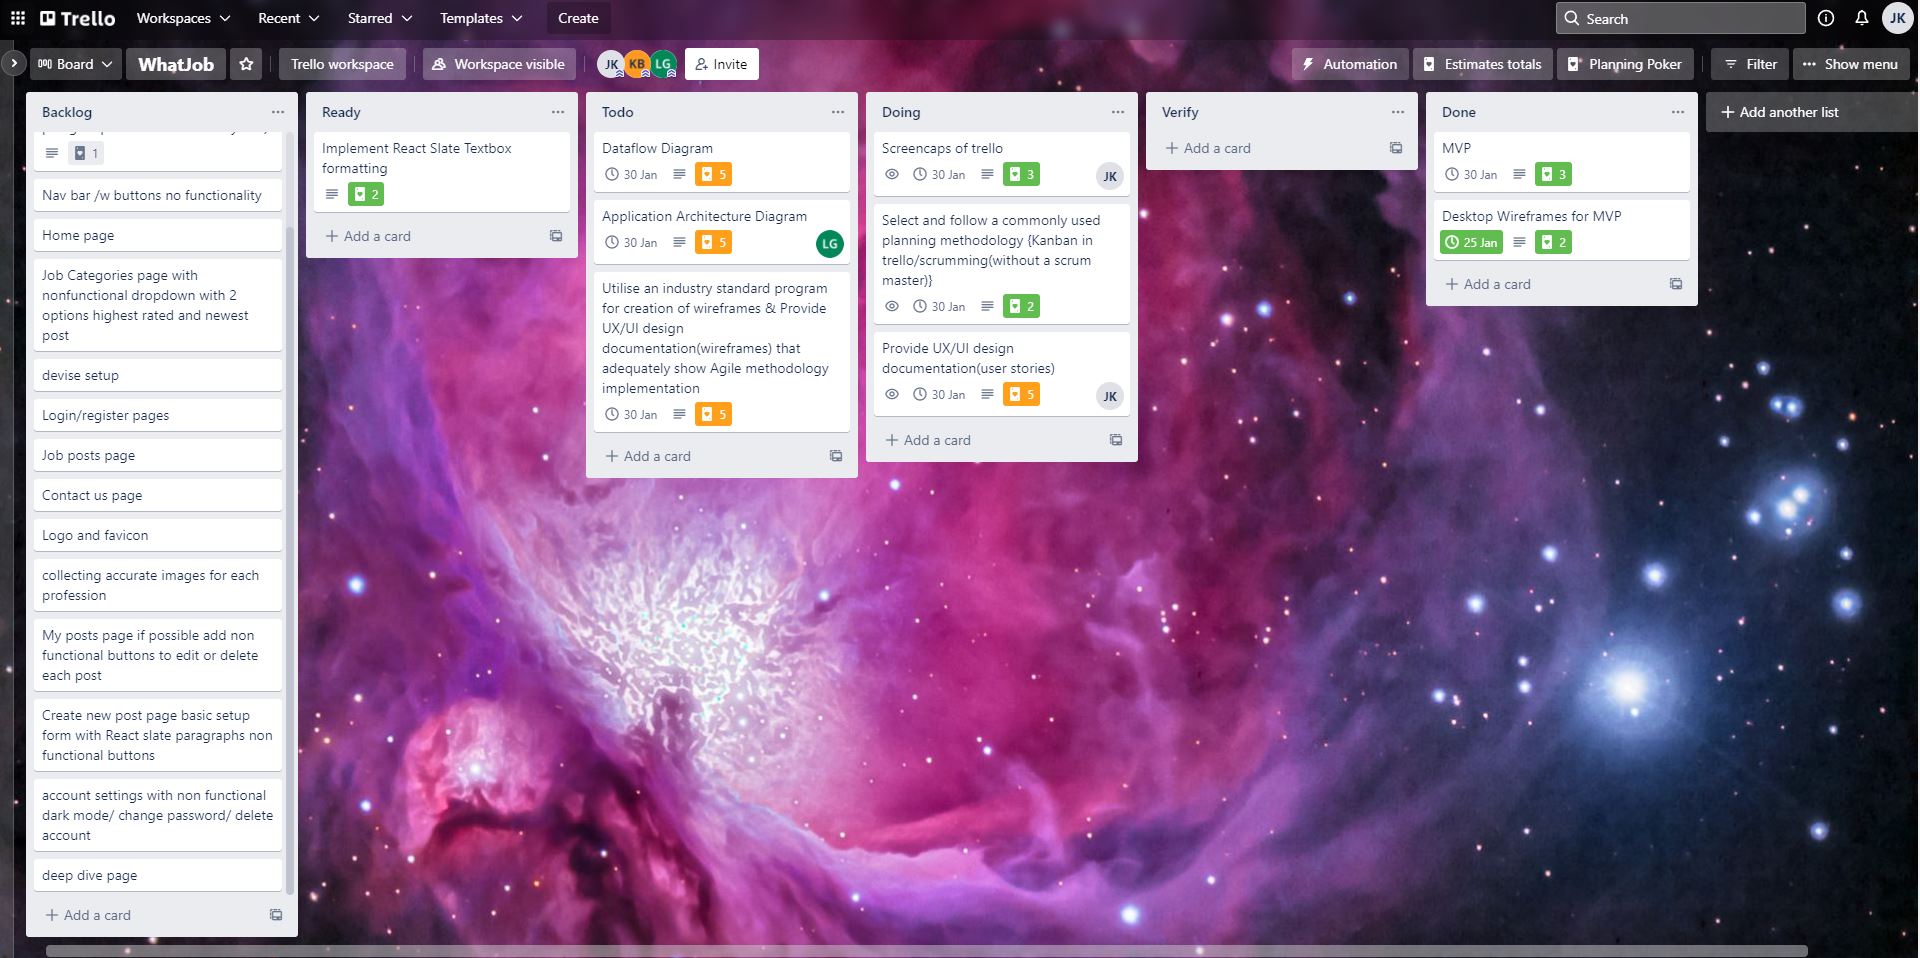 Trello
Workspaces
Recent
Starred
Templates
Create
Search
JK
Board
WhatJob
Trello workspace
Workspace visible
JK
KB
LG
Invite
Automation
Estimates totals
Planning Poker
Filter
Show menu
Backlog
1
Nav bar /w buttons no functionality
Home page
Job Categories page with
nonfunctional dropdown with 2
options highest rated and newest
post
devise setup
Login/register pages
Job posts page
Contact us page
Logo and favicon
collecting accurate images for each
profession
My posts page if possible add non
functional buttons to edit or delete
each post
Create new post page basic setup
form with React slate paragraphs non
functional buttons
account settings with non functional
dark mode/ change password/ delete
account
deep dive page
+ Add a card
Ready
Implement React Slate Textbox
formatting
2
+ Add a card
Todo
Dataflow Diagram
30 Jan
5
Application Architecture Diagram
30 Jan
5
LG
Utilise an industry standard program
for creation of wireframes & Provide
UX/UI design
documentation(wireframes) that
adequately show Agile methodology
implementation
30 Jan
5
+ Add a card
Doing
Screencaps of trello
30 Jan
3
JK
Select and follow a commonly used
planning methodology {Kanban in
trello/scrumming(without a scrum
master)}
30 Jan
2
Provide UX/UI design
documentation(user stories)
30 Jan
5
JK
+ Add a card
Verify
+ Add a card
Done
MVP
30 Jan
3
Desktop Wireframes for MVP
25 Jan
2
+ Add a card
+ Add another list